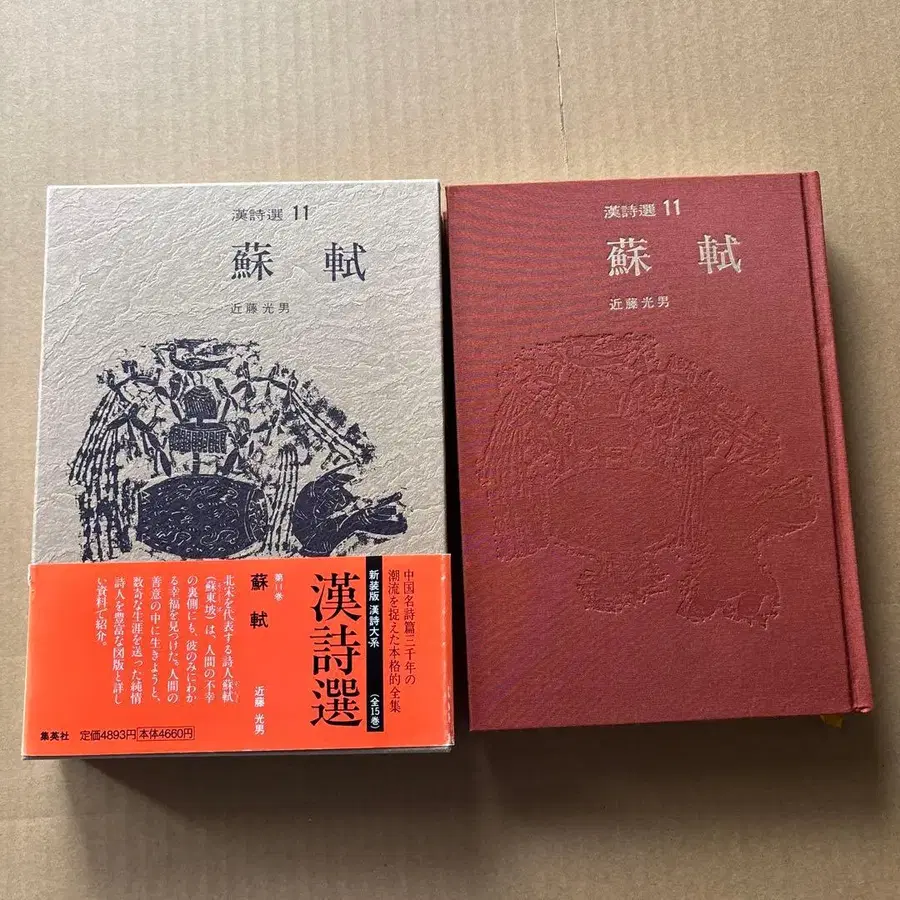 漢詩選 11
蘇軾
近藤光男
中国名詩篇三千年の
潮流を捉えた本格的全集
新装版 漢詩大系 (全15巻)
漢詩選
第11巻
蘇軾 近藤光男
北宋を代表する詩人蘇軾
(蘇東坡)は、人間の不幸
の裏側にも、彼のみにわか
る幸福を見つけた。人間の
善意の中に生きようと、
数奇な生涯を送った純情
詩人を豊富な図版と詳し
い資料で紹介。
集英社 定価4893円 本体4660円
漢詩選 11
蘇軾
近藤光男